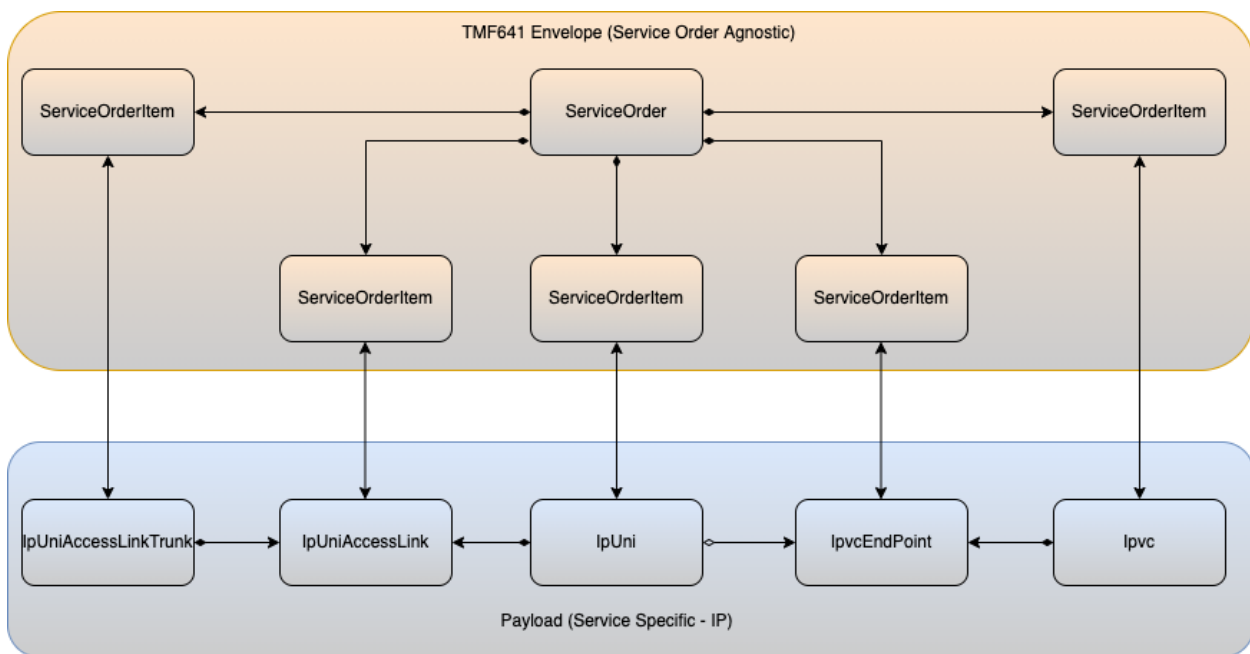 TMF641 Envelope (Service Order Agnostic)
ServiceOrderItem
ServiceOrder
ServiceOrderItem
ServiceOrderItem
ServiceOrderItem
ServiceOrderItem
IpUniAccessLinkTrunk
IpUniAccessLink
IpUni
IpvcEndPoint
Ipvc
Payload (Service Specific - IP)